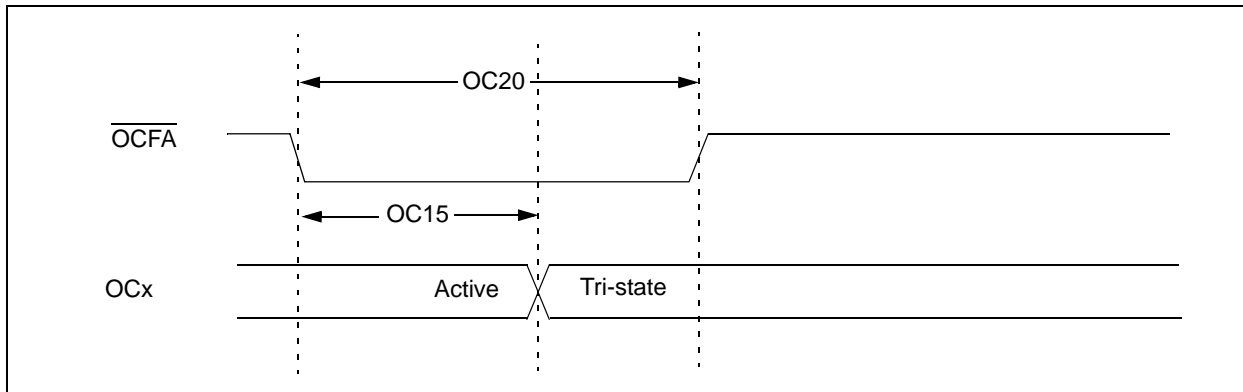 OC20
OCFA
OC15
OCx
Active
Tri-state